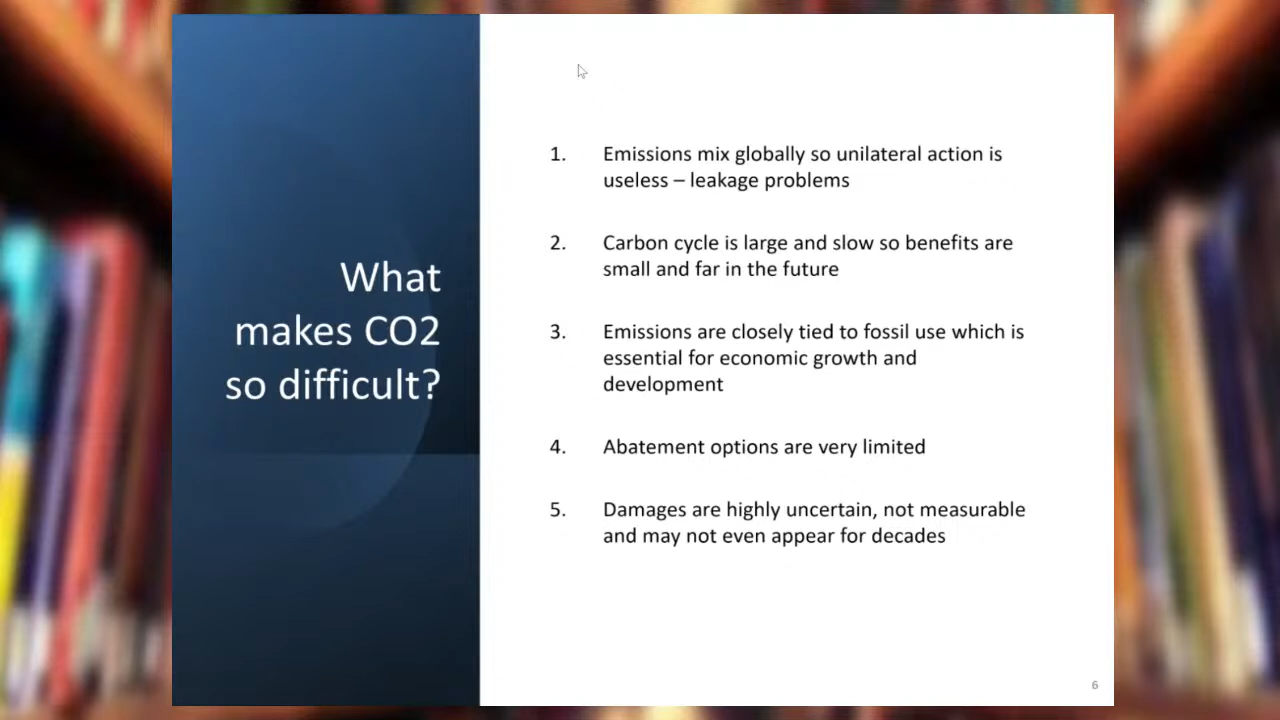 What
makes CO2
so difficult?
1. Emissions mix globally so unilateral action is
useless – leakage problems
2. Carbon cycle is large and slow so benefits are
small and far in the future
3. Emissions are closely tied to fossil use which is
essential for economic growth and
development
4. Abatement options are very limited
5. Damages are highly uncertain, not measurable
and may not even appear for decades
6